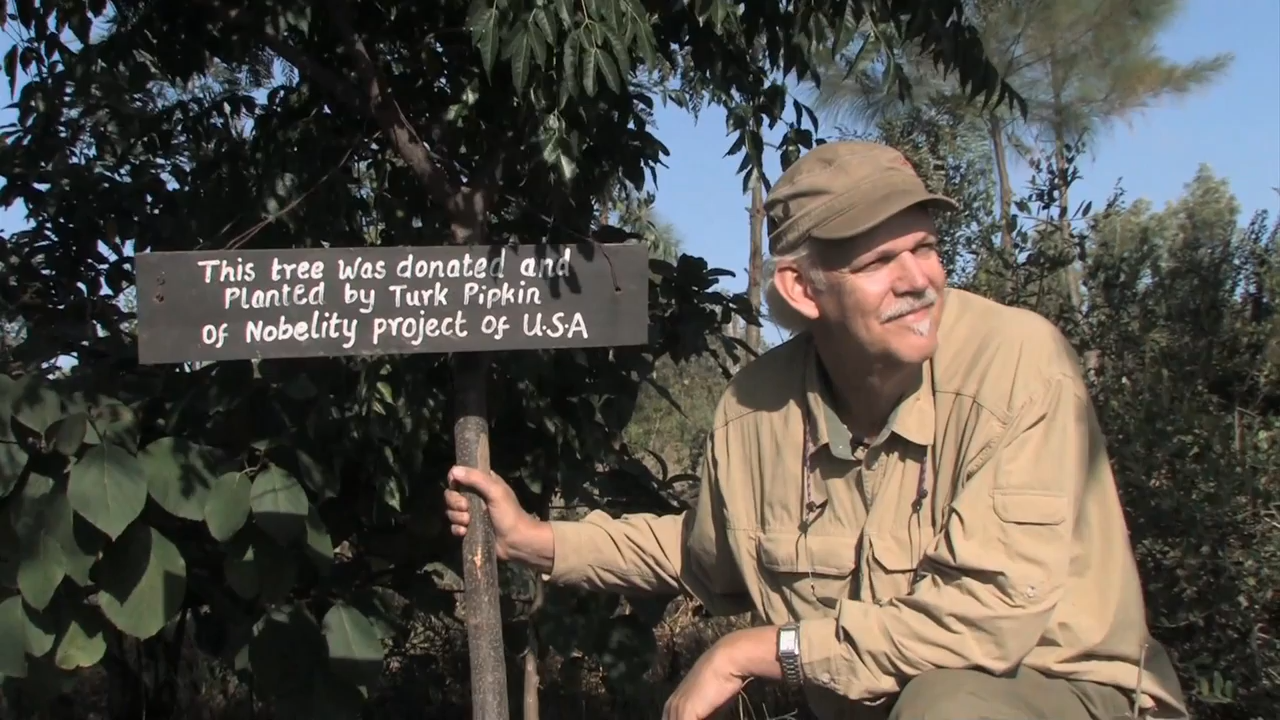 This tree was donated and
Planted by Turk Pipkin
of Nobelity project of U.S.A